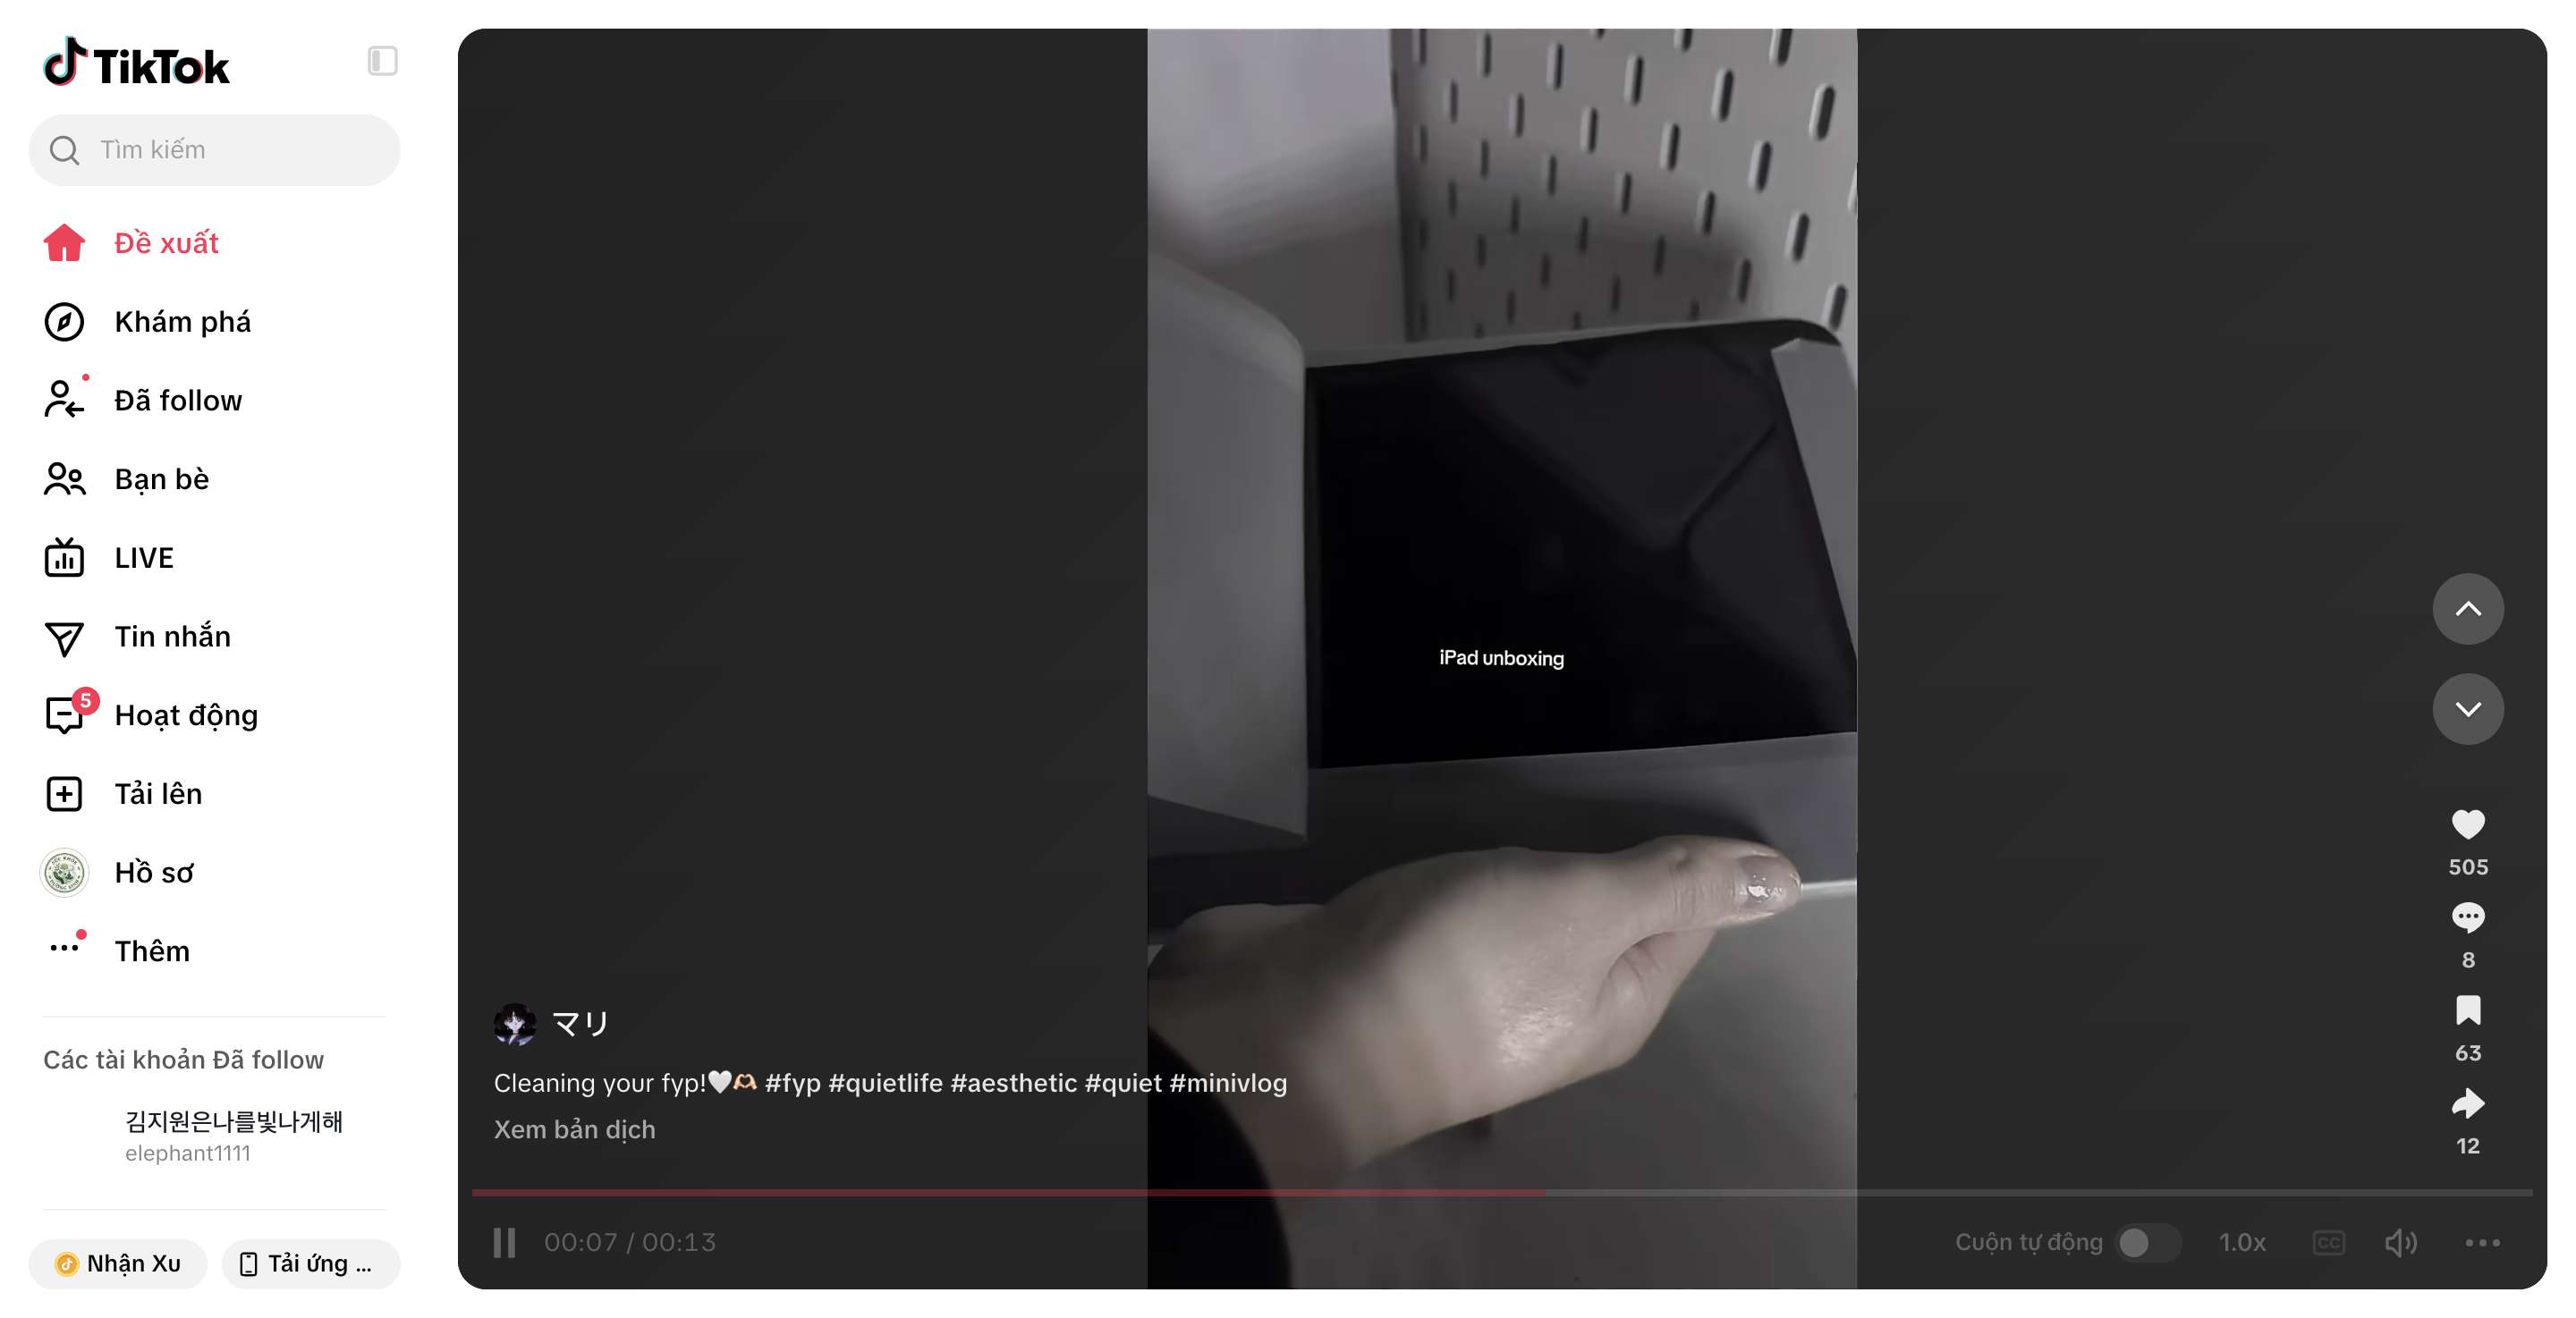 TikTok
Tìm kiếm
Đề xuất
Khám phá
Đã follow
Bạn bè
LIVE
Tin nhắn
5
Hoạt động
Tải lên
Hồ sơ
Thêm
Các tài khoản Đã follow
김지원은나를빛나게해
elephant1111
Nhận Xu
Tải ứng ...
iPad unboxing
505
8
63
12
マリ
Cleaning your fyp!🤍🫶🏻 #fyp #quietlife #aesthetic #quiet #minivlog
Xem bản dịch
00:07 / 00:13
Cuộn tự động
1.0x
CC